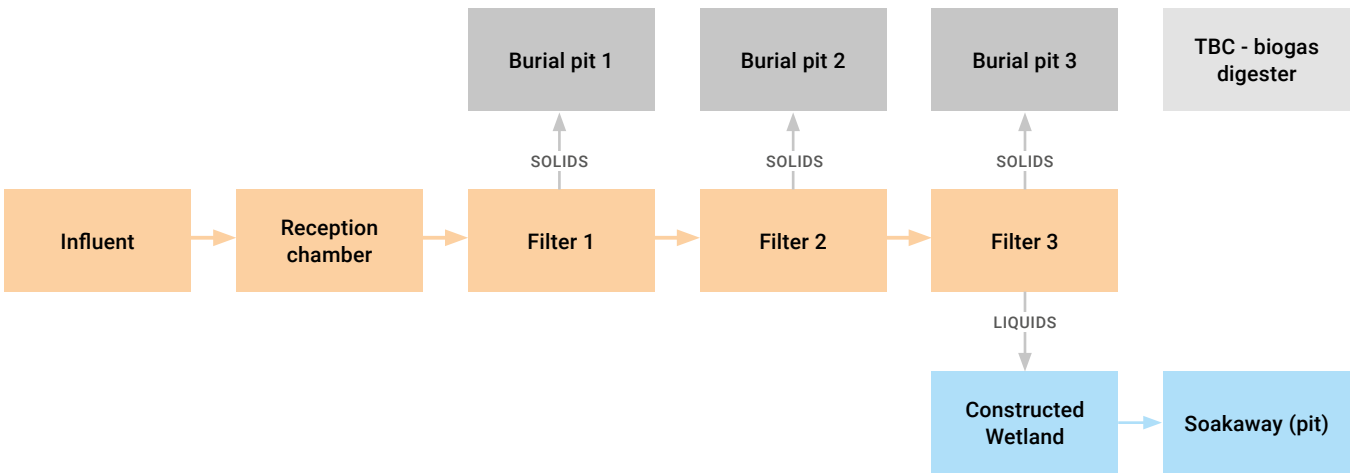 Burial pit 1
Burial pit 2
Burial pit 3
TBC - biogas
digester
SOLIDS
SOLIDS
SOLIDS
Influent
Reception
chamber
Filter 1
Filter 2
Filter 3
LIQUIDS
Constructed
Wetland
Soakaway (pit)